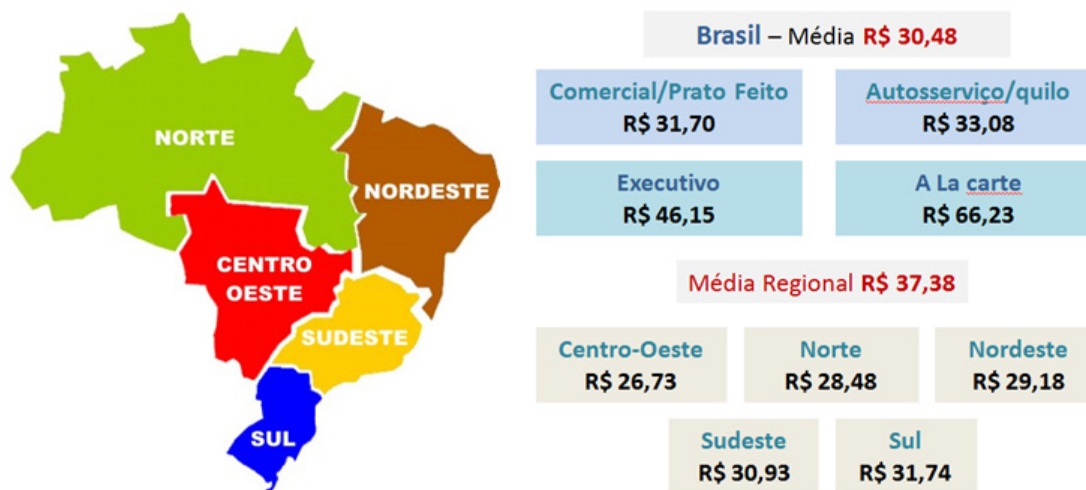 NORTE
NORDESTE
CENTRO
OESTE
SUDESTE
SUL
Brasil – Média R$ 30,48
Comercial/Prato Feito
R$ 31,70
Autosserviço/quilo
R$ 33,08
Executivo
R$ 46,15
A La carte
R$ 66,23
Média Regional R$ 37,38
Centro-Oeste
R$ 26,73
Norte
R$ 28,48
Nordeste
R$ 29,18
Sudeste
R$ 30,93
Sul
R$ 31,74